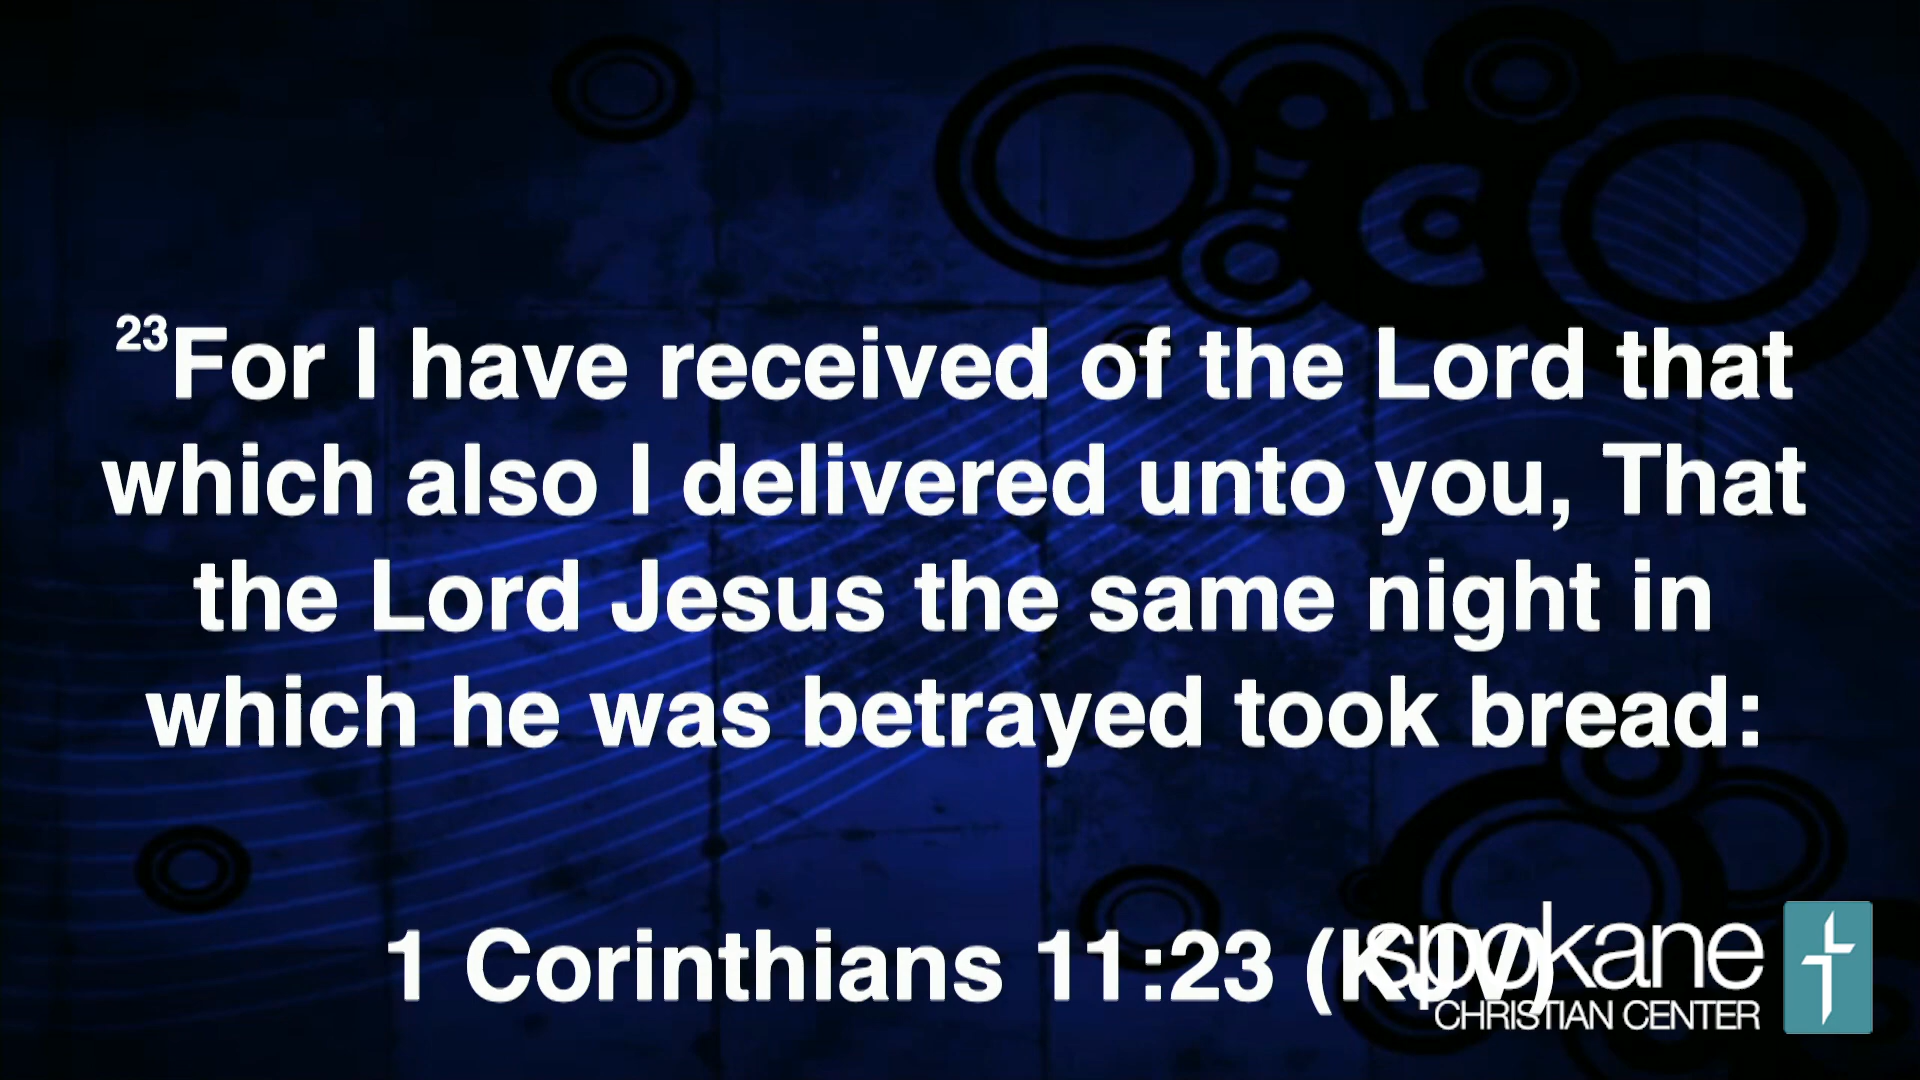 ²³For I have received of the Lord that
which also I delivered unto you, That
the Lord Jesus the same night in
which he was betrayed took bread:
1 Corinthians 11:23 (KJV)
spokane
CHRISTIAN CENTER